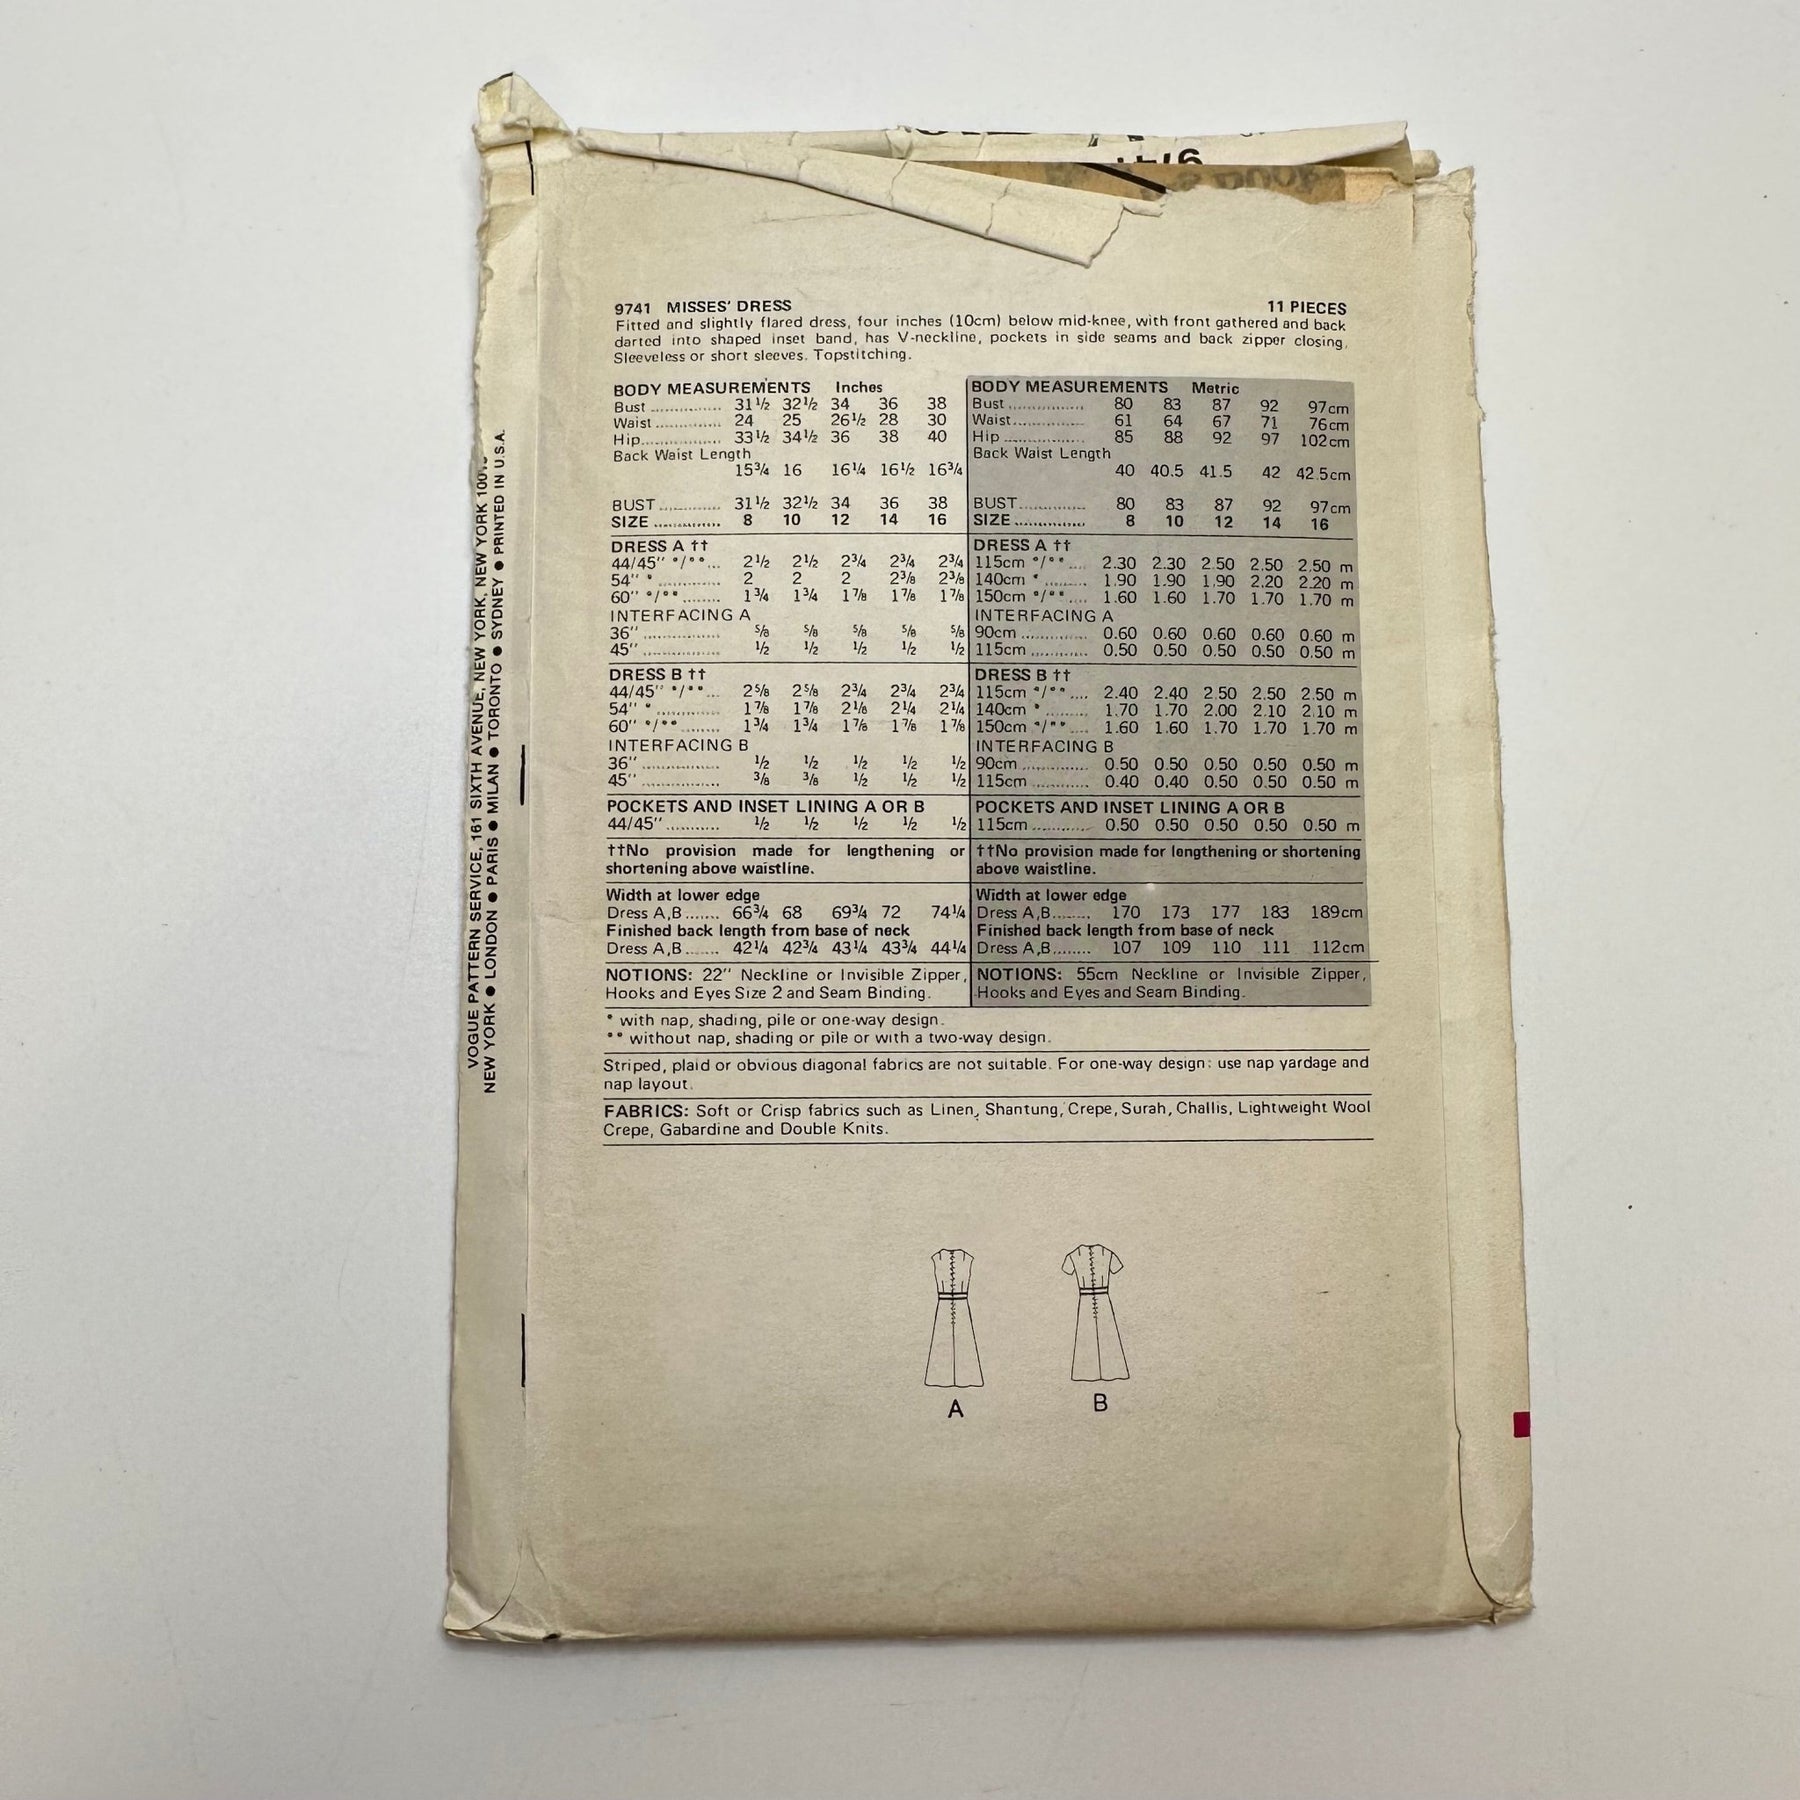 9741 MISSES' DRESS 11 PIECES
Fitted and slightly flared dress, four inches (10cm) below mid-knee, with front gathered and back
darted into shaped inset band, has V-neckline, pockets in side seams and back zipper closing.
Sleeveless or short sleeves. Topstitching.
BODY MEASUREMENTS Inches
Bust ............... 31½ 32½ 34 36 38
Waist .............. 24 25 26½ 28 30
Hip................. 33½ 34½ 36 38 40
Back Waist Length
15¾ 16 16¼ 16½ 16¾
BUST ............. 31½ 32½ 34 36 38
SIZE ............... 8 10 12 14 16
DRESS A ††
44/45" */**... 2½ 2½ 2¾ 2¾ 2¾
54" * ............. 2 2 2 2⅜ 2⅜
60" */** ........ 1¾ 1¾ 1⅞ 1⅞ 1⅞
INTERFACING A
36" ................ ⅝ ⅝ ⅝ ⅝ ⅝
45" ................ ½ ½ ½ ½ ½
DRESS B ††
44/45" */**... 2⅝ 2⅝ 2¾ 2¾ 2¾
54" * ............. 1⅞ 1⅞ 2⅛ 2¼ 2¼
60" */** ........ 1¾ 1¾ 1⅞ 1⅞ 1⅞
INTERFACING B
36" ................ ½ ½ ½ ½ ½
45" ................ ⅜ ⅜ ½ ½ ½
POCKETS AND INSET LINING A OR B
44/45" ........... ½ ½ ½ ½ ½
††No provision made for lengthening or
shortening above waistline.
Width at lower edge
Dress A,B....... 66¾ 68 69¾ 72 74¼
Finished back length from base of neck
Dress A,B....... 42¼ 42¾ 43¼ 43¾ 44¼
NOTIONS: 22" Neckline or Invisible Zipper,
Hooks and Eyes Size 2 and Seam Binding.
BODY MEASUREMENTS Metric
Bust ................ 80 83 87 92 97cm
Waist............... 61 64 67 71 76cm
Hip ................. 85 88 92 97 102cm
Back Waist Length
40 40.5 41.5 42 42.5cm
BUST.............. 80 83 87 92 97cm
SIZE ............... 8 10 12 14 16
DRESS A ††
115cm */** .... 2.30 2.30 2.50 2.50 2.50 m
140cm * ......... 1.90 1.90 1.90 2.20 2.20 m
150cm */** .... 1.60 1.60 1.70 1.70 1.70 m
INTERFACING A
90cm .............. 0.60 0.60 0.60 0.60 0.60 m
115cm ............ 0.50 0.50 0.50 0.50 0.50 m
DRESS B ††
115cm */** .... 2.40 2.40 2.50 2.50 2.50 m
140cm * ......... 1.70 1.70 2.00 2.10 2.10 m
150cm */** .... 1.60 1.60 1.70 1.70 1.70 m
INTERFACING B
90cm .............. 0.50 0.50 0.50 0.50 0.50 m
115cm ............ 0.40 0.40 0.50 0.50 0.50 m
POCKETS AND INSET LINING A OR B
115cm ............ 0.50 0.50 0.50 0.50 0.50 m
††No provision made for lengthening or shortening
above waistline.
Width at lower edge
Dress A,B........ 170 173 177 183 189cm
Finished back length from base of neck
Dress A,B........ 107 109 110 111 112cm
NOTIONS: 55cm Neckline or Invisible Zipper,
Hooks and Eyes and Seam Binding.
* with nap, shading, pile or one-way design.
** without nap, shading or pile or with a two-way design.
Striped, plaid or obvious diagonal fabrics are not suitable. For one-way design: use nap yardage and
nap layout.
FABRICS: Soft or Crisp fabrics such as Linen, Shantung, Crepe, Surah, Challis, Lightweight Wool
Crepe, Gabardine and Double Knits.
A B
VOGUE PATTERN SERVICE, 161 SIXTH AVENUE, NEW YORK, NEW YORK
NEW YORK ● LONDON ● PARIS ● MILAN ● TORONTO ● SYDNEY ● PRINTED IN U.S.A.